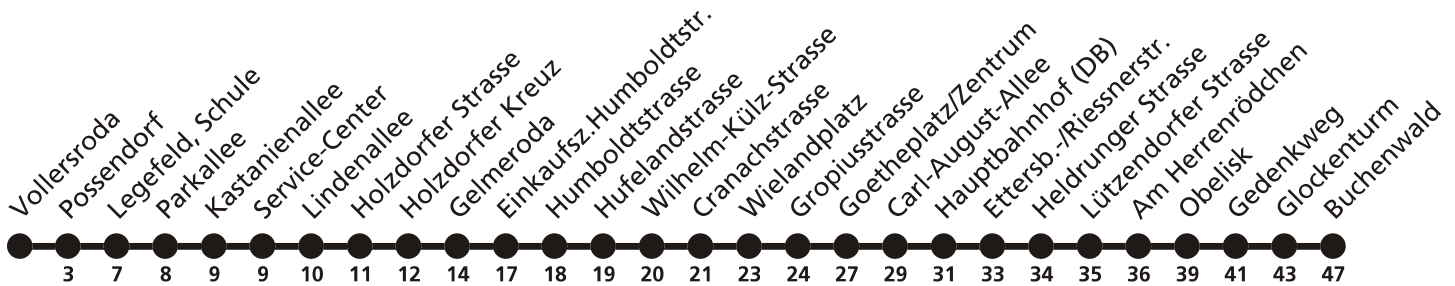 Vollersroda
Possendorf
Legefeld, Schule
Parkallee
Kastanienallee
Service-Center
Lindenallee
Holzdorfer Strasse
Holzdorfer Kreuz
Gelmeroda
Einkaufsz.Humboldtstr.
Humboldtstrasse
Hufelandstrasse
Wilhelm-Külz-Strasse
Cranachstrasse
Wielandplatz
Gropiusstrasse
Goetheplatz/Zentrum
Carl-August-Allee
Hauptbahnhof (DB)
Ettersb.-/Riessnerstr.
Heldrunger Strasse
Lützendorfer Strasse
Am Herrenrödchen
Obelisk
Gedenkweg
Glockenturm
Buchenwald
3 7 8 9 9 10 11 12 14 17 18 19 20 21 23 24 27 29 31 33 34 35 36 39 41 43 47